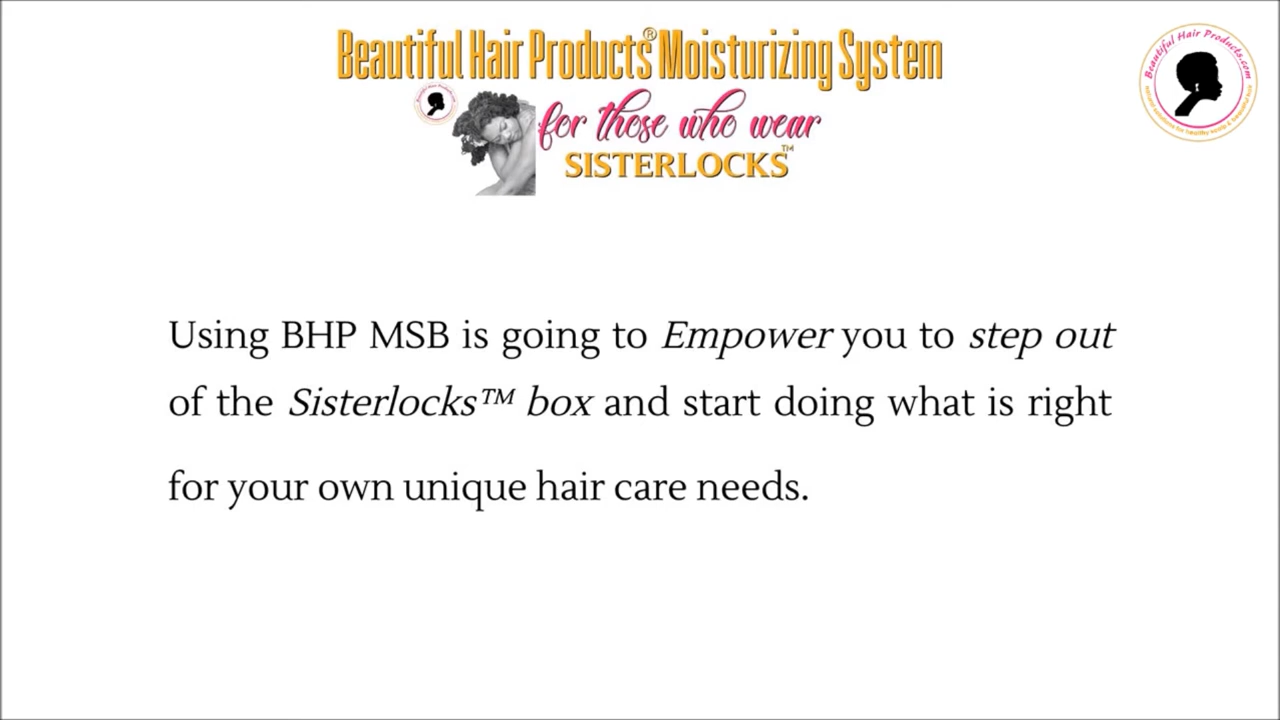 Beautiful Hair Products® Moisturizing System
for those who wear
SISTERLOCKS™
Beautiful Hair Products.com
Using BHP MSB is going to Empower you to step out
of the Sisterlocks™ box and start doing what is right
for your own unique hair care needs.